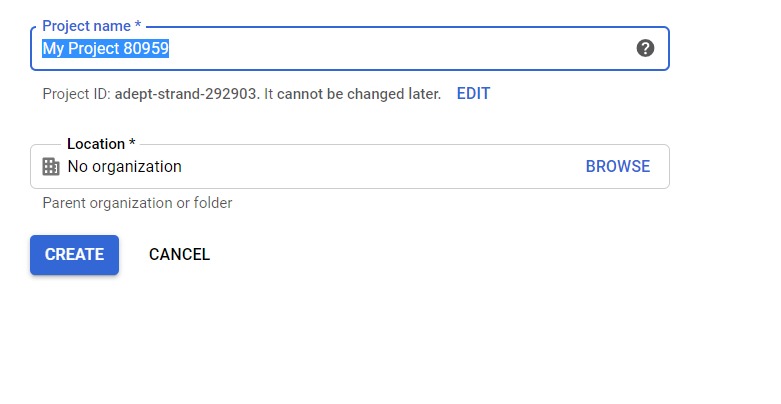 Project name *
My Project 80959
Project ID: adept-strand-292903. It cannot be changed later. EDIT
Location *
No organization BROWSE
Parent organization or folder
CREATE CANCEL